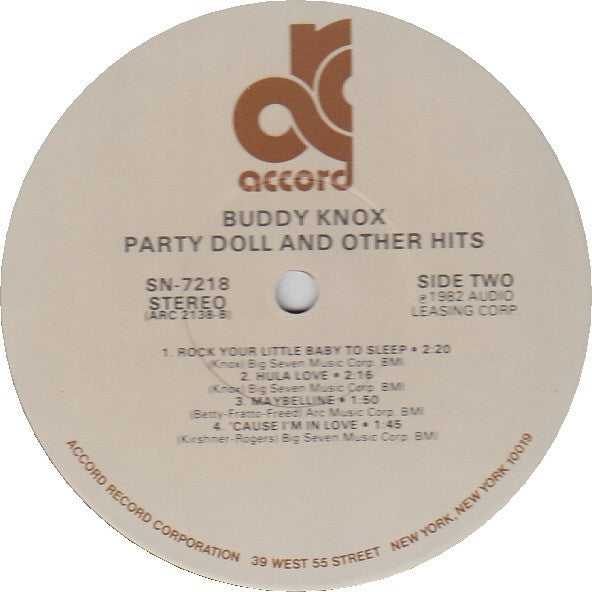 accord
BUDDY KNOX
PARTY DOLL AND OTHER HITS
SN-7218
STEREO
(ARC 2138-B)
SIDE TWO
℗1982 AUDIO
LEASING CORP.
1. ROCK YOUR LITTLE BABY TO SLEEP • 2:20
(Knox) Big Seven Music Corp. BMI
2. HULA LOVE • 2:16
(Knox) Big Seven Music Corp. BMI
3. MAYBELLINE • 1:50
(Betty-Fratto-Freed) Arc Music Corp. BMI
4. 'CAUSE I'M IN LOVE • 1:45
(Kirshner-Rogers) Big Seven Music Corp. BMI
ACCORD RECORD CORPORATION 39 WEST 55 STREET NEW YORK, NEW YORK 10019